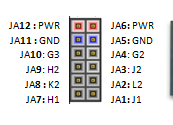 JA12 : PWR JA6: PWR
JA11 : GND JA5: GND
JA10: G3 JA4: G2
JA9: H2 JA3: J2
JA8 : K2 JA2: L2
JA7: H1 JA1: J1